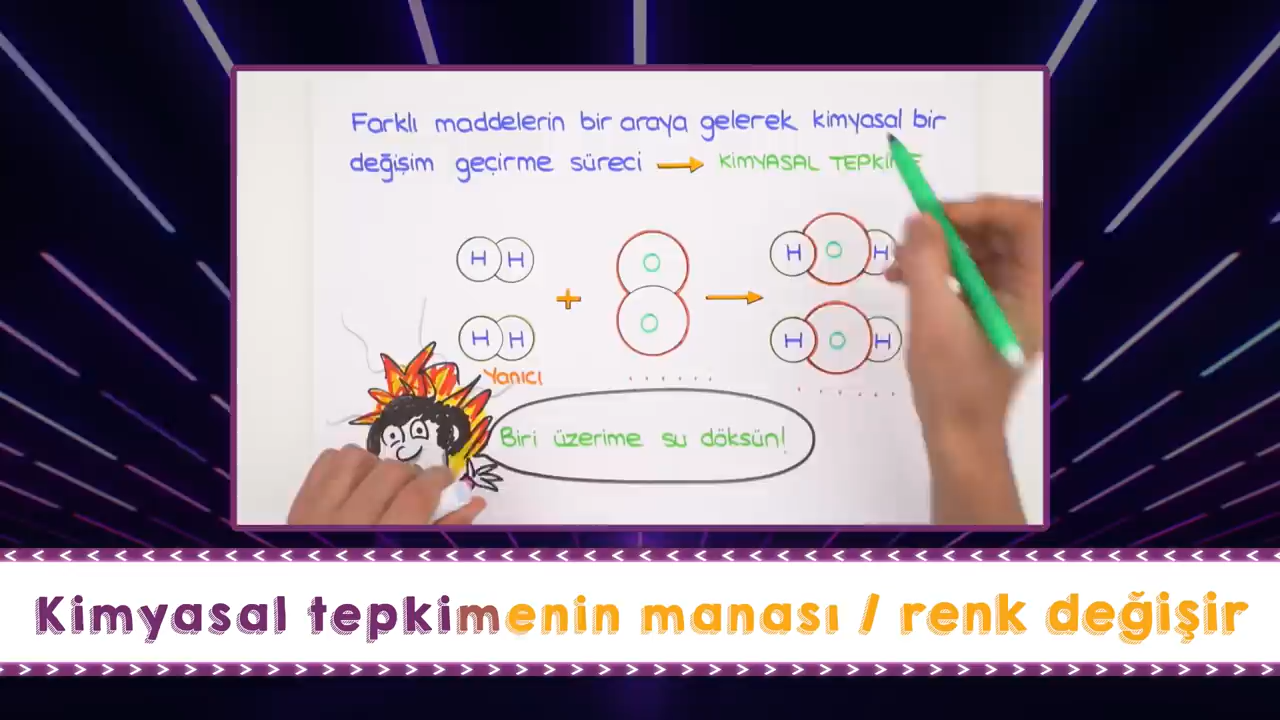 Farklı maddelerin bir araya gelerek kimyasal bir
değişim geçirme süreci → KİMYASAL TEPKİME
H H + O → H O H
H H O H O H
Yanıcı
Biri üzerime su döksün!
Kimyasal tepkimenin manası / renk değişir